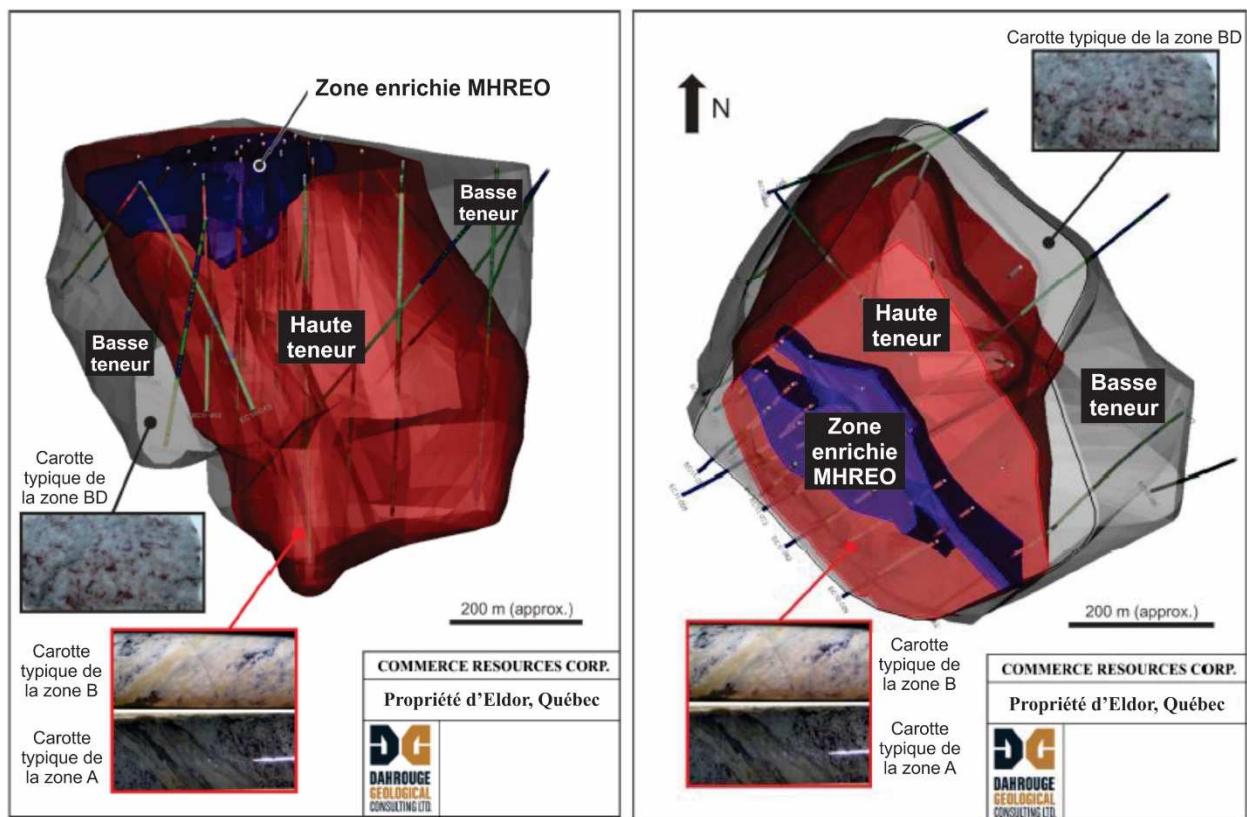 Zone enrichie MHREO
Basse
teneur
Haute
teneur
Basse
teneur
Carotte
typique de
la zone BD
200 m (approx.)
Carotte
typique de
la zone B
Carotte
typique de
la zone A
COMMERCE RESOURCES CORP.
Propriété d'Eldor, Québec
DAHROUGE
GEOLOGICAL
CONSULTING LTD.
Carotte typique de la zone BD
N
Haute
teneur
Basse
teneur
Zone
enrichie
MHREO
200 m (approx.)
Carotte
typique de
la zone B
Carotte
typique de
la zone A
COMMERCE RESOURCES CORP.
Propriété d'Eldor, Québec
DAHROUGE
GEOLOGICAL
CONSULTING LTD.